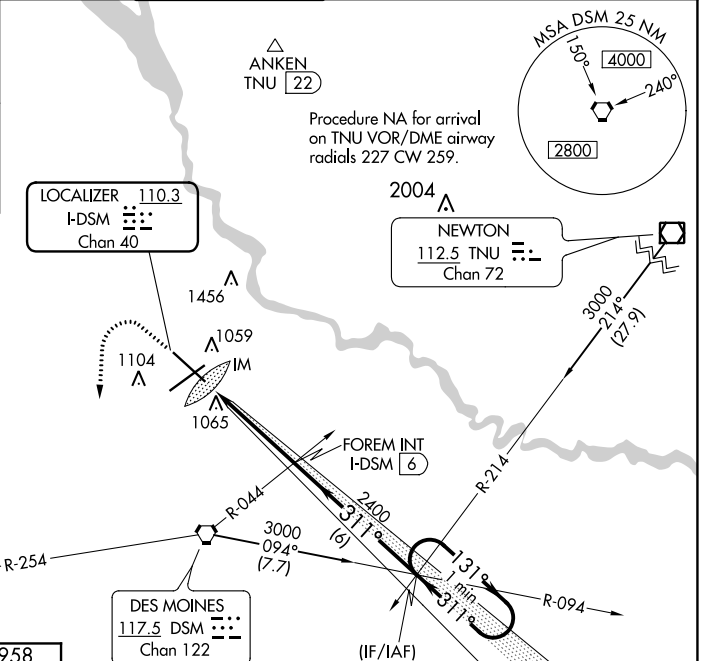 MSA DSM 25 NM
150°
4000
240°
2800
ANKEN
TNU 22
Procedure NA for arrival
on TNU VOR/DME airway
radials 227 CW 259.
LOCALIZER 110.3
I-DSM
Chan 40
2004
NEWTON
112.5 TNU
Chan 72
3000
214°
(27.9)
1456
1059
1104
IM
1065
FOREM INT
I-DSM 6
R-044
R-214
2400
311°
(6)
3000
094°
(7.7)
R-254
131°
1 min
311°
R-094
DES MOINES
117.5 DSM
Chan 122
(IF/IAF)
958